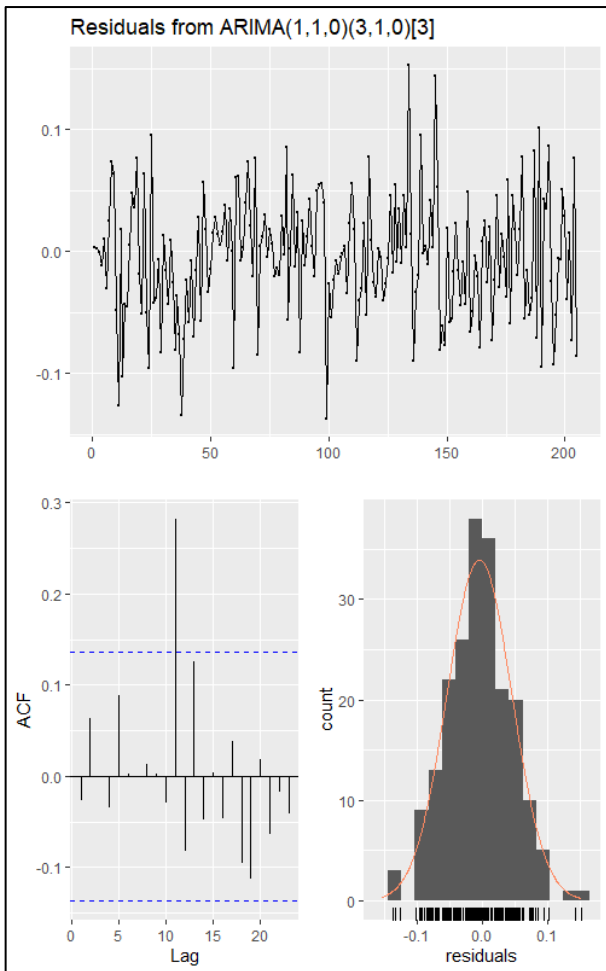 Residuals from ARIMA(1,1,0)(3,1,0)[3]
0.1
0.0
-0.1
0 50 100 150 200
0.3
0.2
0.1
0.0
-0.1
ACF
0 5 10 15 20
Lag
30
20
10
0
count
-0.1 0.0 0.1
residuals